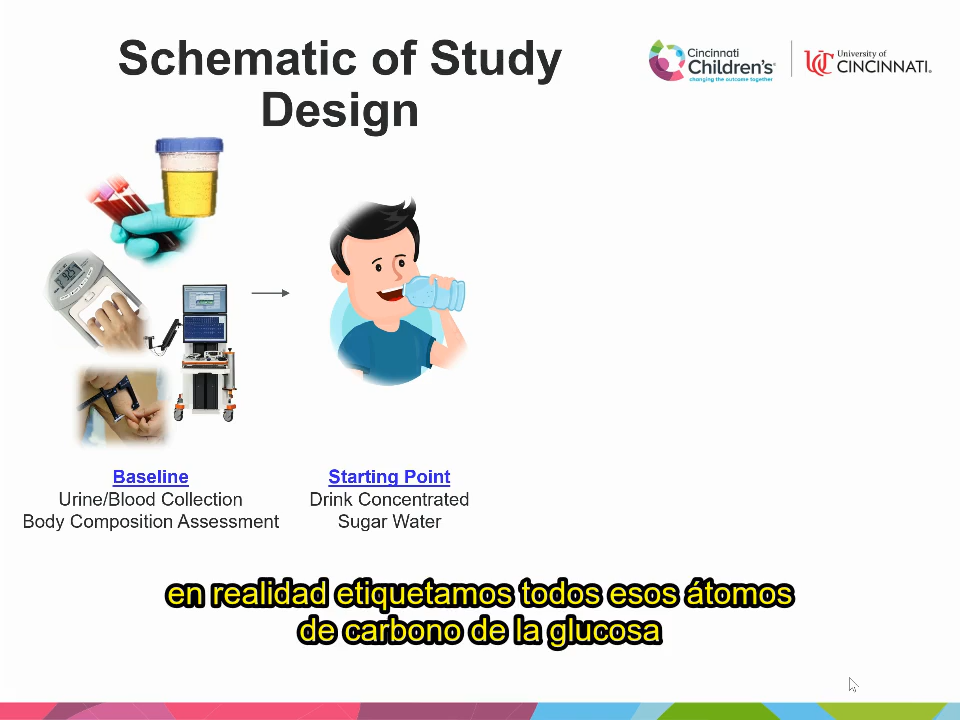 Schematic of Study
Design
Cincinnati
Children's
changing the outcome together
University of
CINCINNATI.
Baseline
Urine/Blood Collection
Body Composition Assessment
Starting Point
Drink Concentrated
Sugar Water
en realidad etiquetamos todos esos átomos
de carbono de la glucosa